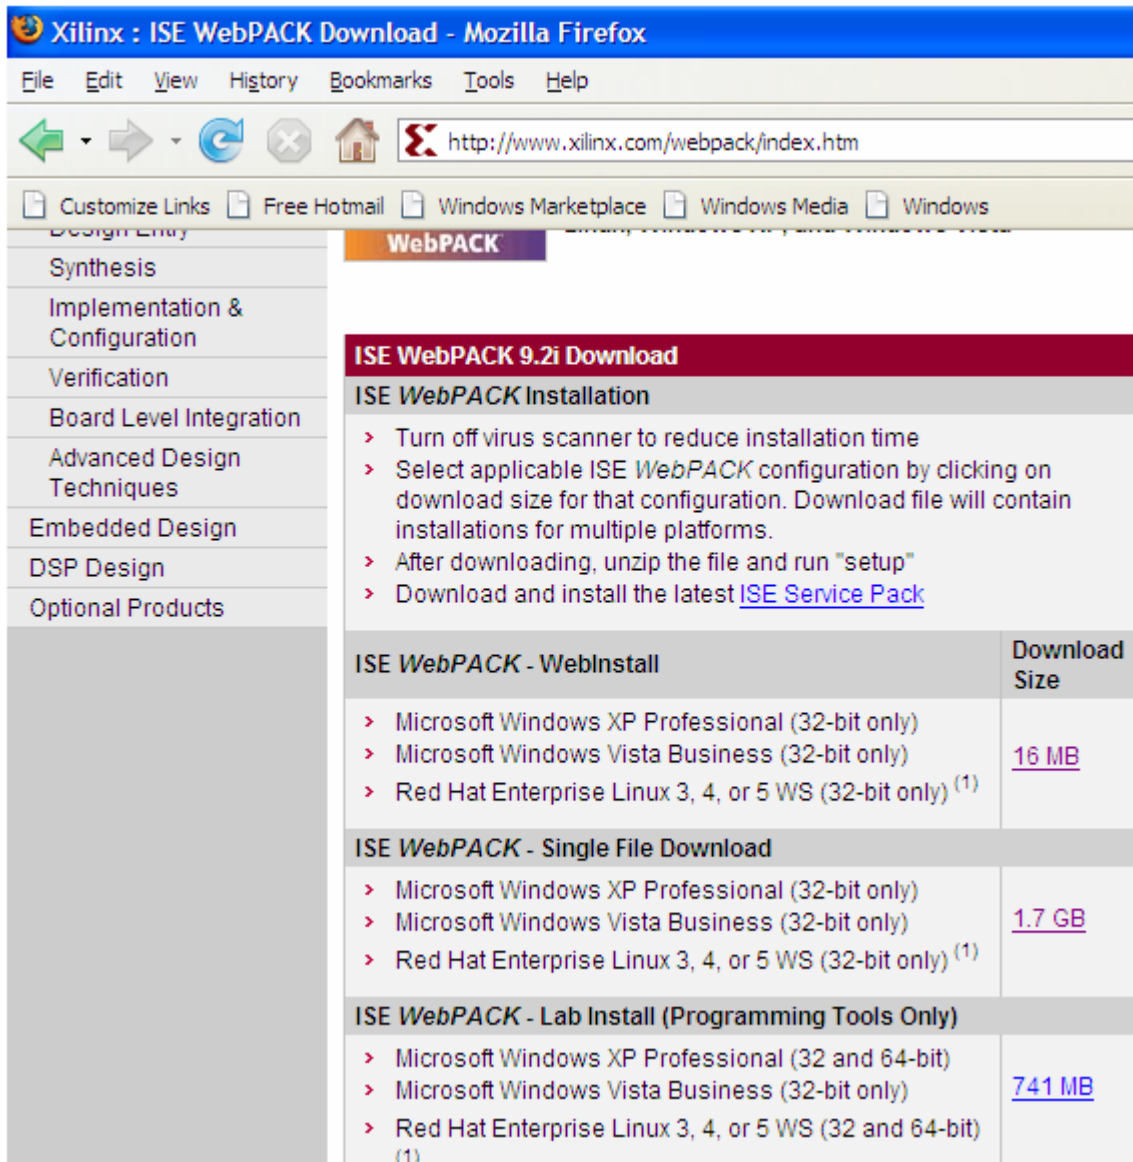 Xilinx : ISE WebPACK Download - Mozilla Firefox
File Edit View History Bookmarks Tools Help
http://www.xilinx.com/webpack/index.htm
Customize Links Free Hotmail Windows Marketplace Windows Media Windows
Design Entry
Synthesis
Implementation &
Configuration
Verification
Board Level Integration
Advanced Design
Techniques
Embedded Design
DSP Design
Optional Products
WebPACK
Linux, Windows XP, and Windows Vista
ISE WebPACK 9.2i Download
ISE WebPACK Installation
› Turn off virus scanner to reduce installation time
› Select applicable ISE WebPACK configuration by clicking on
download size for that configuration. Download file will contain
installations for multiple platforms.
› After downloading, unzip the file and run "setup"
› Download and install the latest ISE Service Pack
ISE WebPACK - WebInstall
Download
Size
› Microsoft Windows XP Professional (32-bit only)
› Microsoft Windows Vista Business (32-bit only)
› Red Hat Enterprise Linux 3, 4, or 5 WS (32-bit only) (1)
16 MB
ISE WebPACK - Single File Download
› Microsoft Windows XP Professional (32-bit only)
› Microsoft Windows Vista Business (32-bit only)
› Red Hat Enterprise Linux 3, 4, or 5 WS (32-bit only) (1)
1.7 GB
ISE WebPACK - Lab Install (Programming Tools Only)
› Microsoft Windows XP Professional (32 and 64-bit)
› Microsoft Windows Vista Business (32-bit only)
› Red Hat Enterprise Linux 3, 4, or 5 WS (32 and 64-bit)
(1)
741 MB